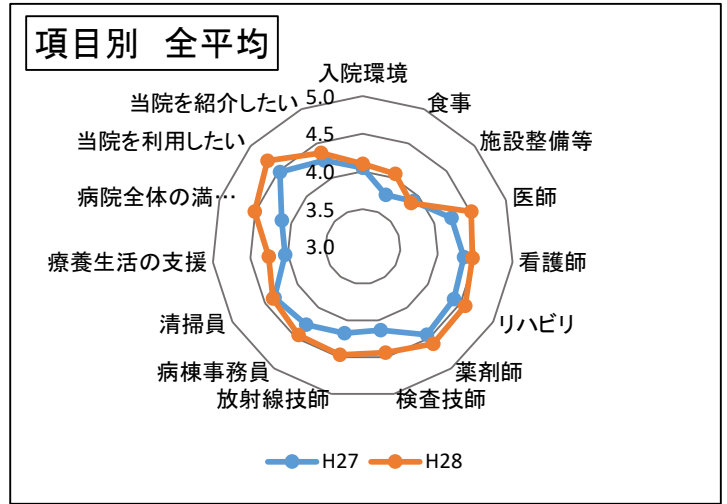 項目別 全平均
入院環境
食事
施設整備等
医師
看護師
リハビリ
薬剤師
検査技師
放射線技師
病棟事務員
清掃員
療養生活の支援
病院全体の満…
当院を利用したい
当院を紹介したい
5.0
4.5
4.0
3.5
3.0
H27
H28